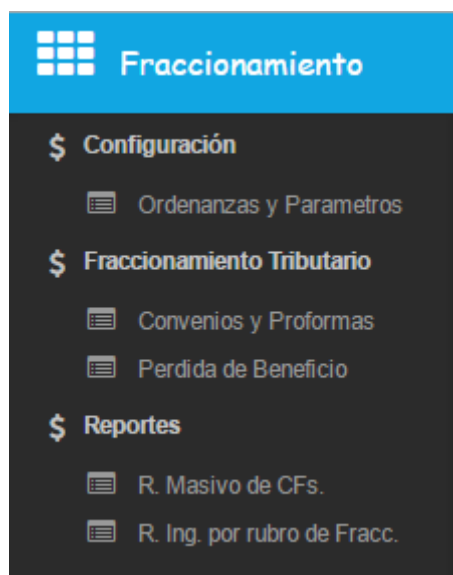 Fraccionamiento
$ Configuración
Ordenanzas y Parametros
$ Fraccionamiento Tributario
Convenios y Proformas
Perdida de Beneficio
$ Reportes
R. Masivo de CFs.
R. Ing. por rubro de Fracc.